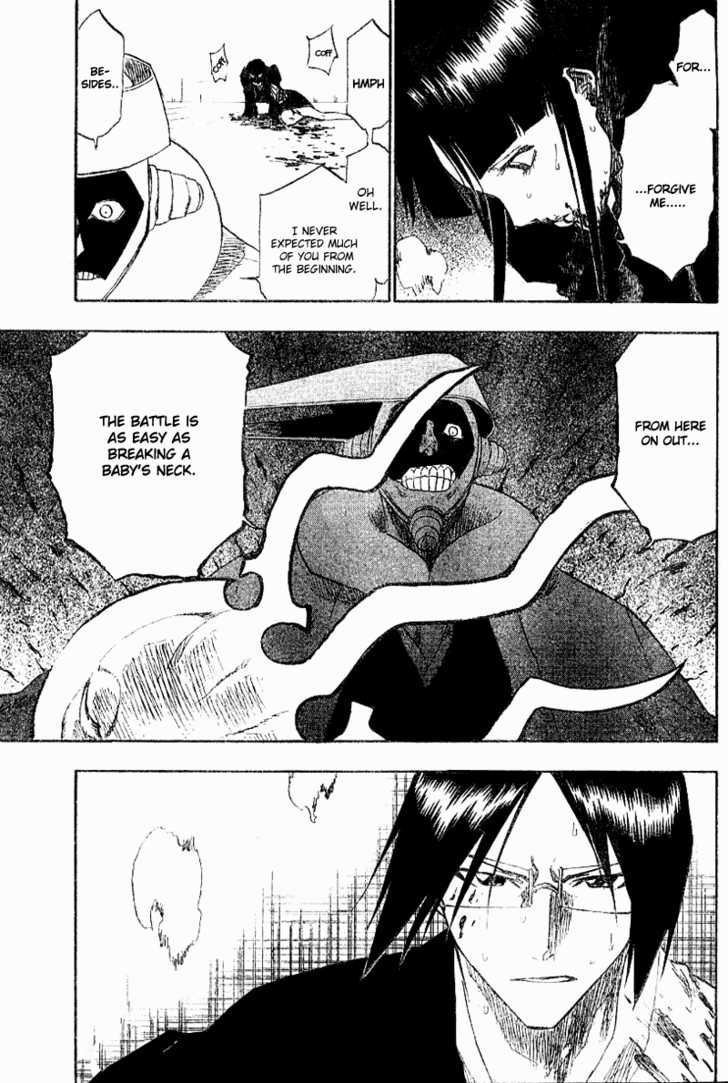 FOR...
...FORGIVE
ME.....
HMPH
COFF
COFF
OH
WELL.
I NEVER
EXPECTED MUCH
OF YOU FROM
THE BEGINNING.
BE-
SIDES..
FROM HERE
ON OUT...
THE BATTLE IS
AS EASY AS
BREAKING A
BABY'S NECK.